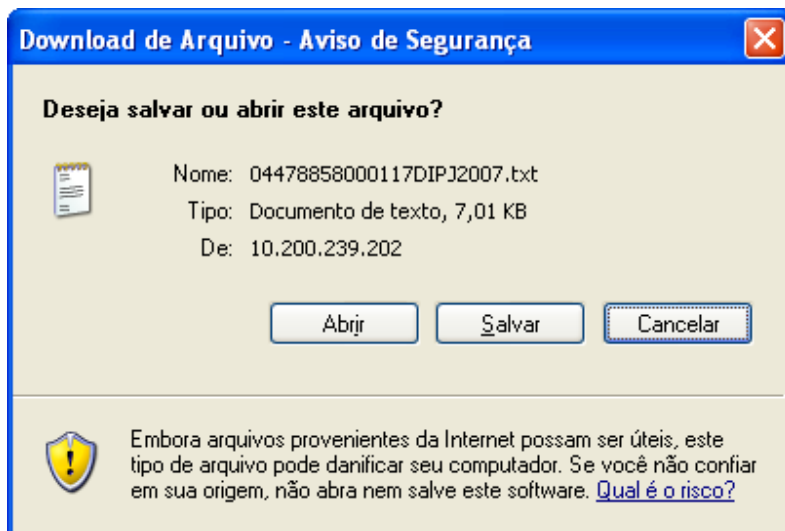 Download de Arquivo - Aviso de Segurança
Deseja salvar ou abrir este arquivo?
Nome: 04478858000117DIPJ2007.txt
Tipo: Documento de texto, 7,01 KB
De: 10.200.239.202
Abrir Salvar Cancelar
Embora arquivos provenientes da Internet possam ser úteis, este
tipo de arquivo pode danificar seu computador. Se você não confiar
em sua origem, não abra nem salve este software. Qual é o risco?